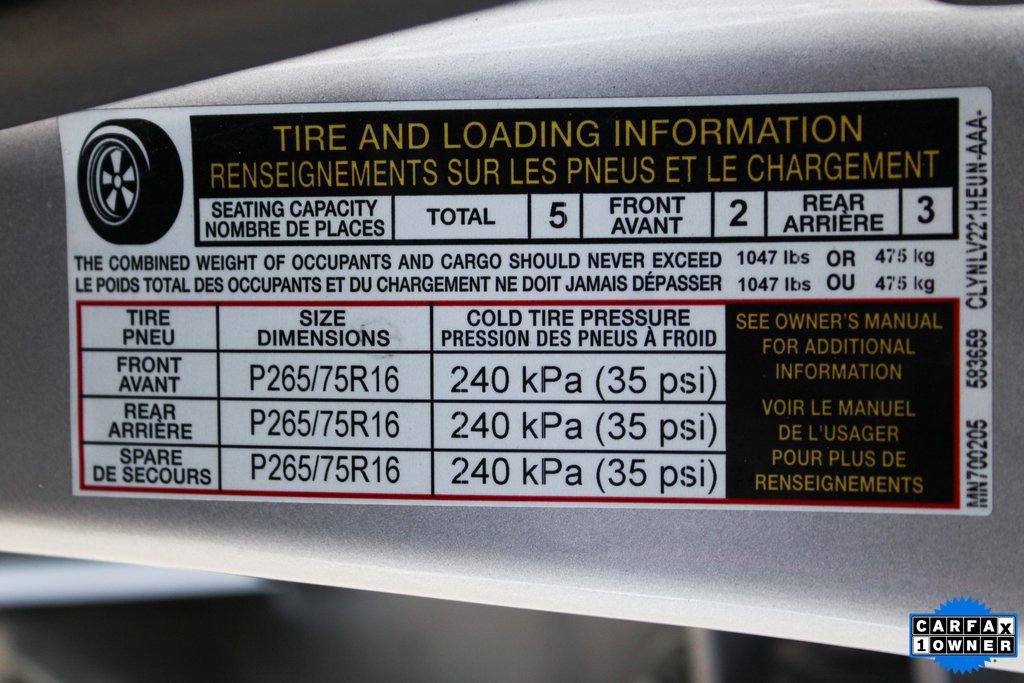 TIRE AND LOADING INFORMATION
RENSEIGNEMENTS SUR LES PNEUS ET LE CHARGEMENT
SEATING CAPACITY
NOMBRE DE PLACES
TOTAL 5
FRONT
AVANT
2
REAR
ARRIÈRE
3
THE COMBINED WEIGHT OF OCCUPANTS AND CARGO SHOULD NEVER EXCEED 1047 lbs OR 475 kg
LE POIDS TOTAL DES OCCUPANTS ET DU CHARGEMENT NE DOIT JAMAIS DÉPASSER 1047 lbs OU 475 kg
TIRE
PNEU
SIZE
DIMENSIONS
COLD TIRE PRESSURE
PRESSION DES PNEUS À FROID
FRONT
AVANT
P265/75R16 240 kPa (35 psi)
REAR
ARRIÈRE
P265/75R16 240 kPa (35 psi)
SPARE
DE SECOURS
P265/75R16 240 kPa (35 psi)
SEE OWNER'S MANUAL
FOR ADDITIONAL
INFORMATION
VOIR LE MANUEL
DE L'USAGER
POUR PLUS DE
RENSEIGNEMENTS
MN700205 583659
CARFAX
1 OWNER